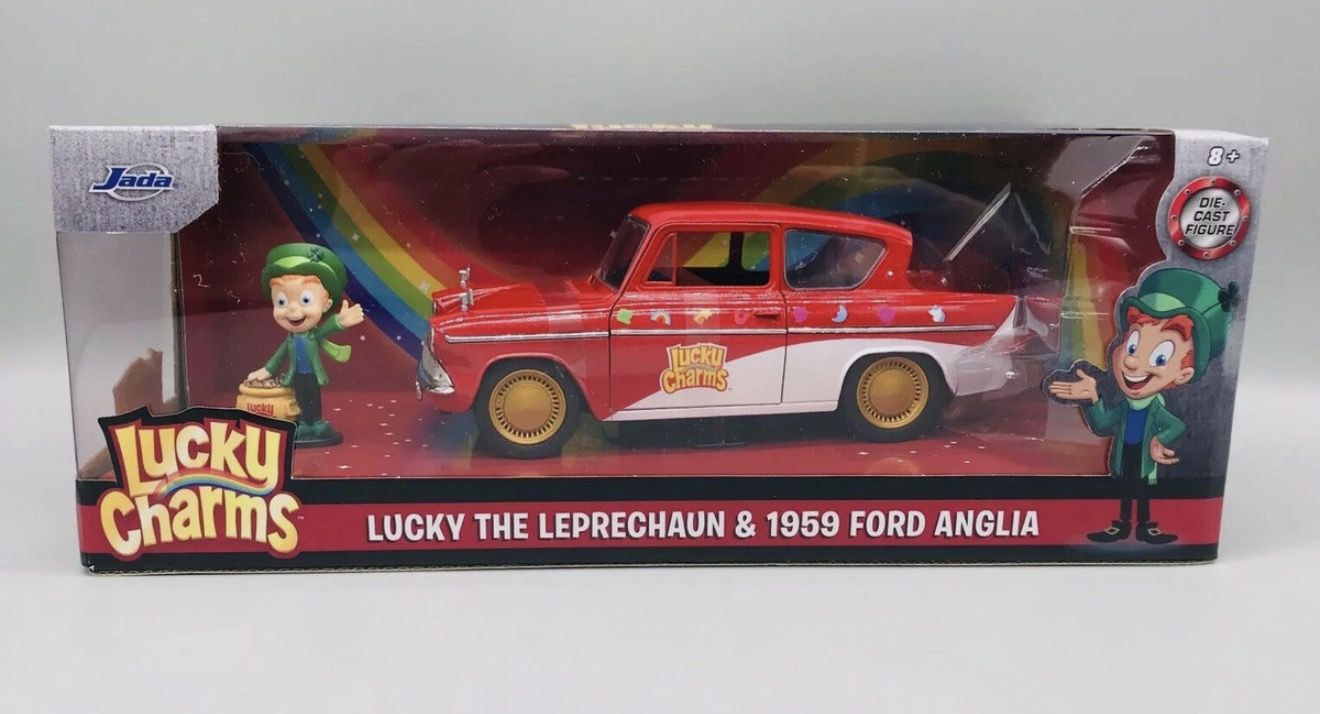 Jada
8+
DIE-
CAST
FIGURE
Lucky
Charms
Lucky
Lucky
Charms
LUCKY THE LEPRECHAUN & 1959 FORD ANGLIA